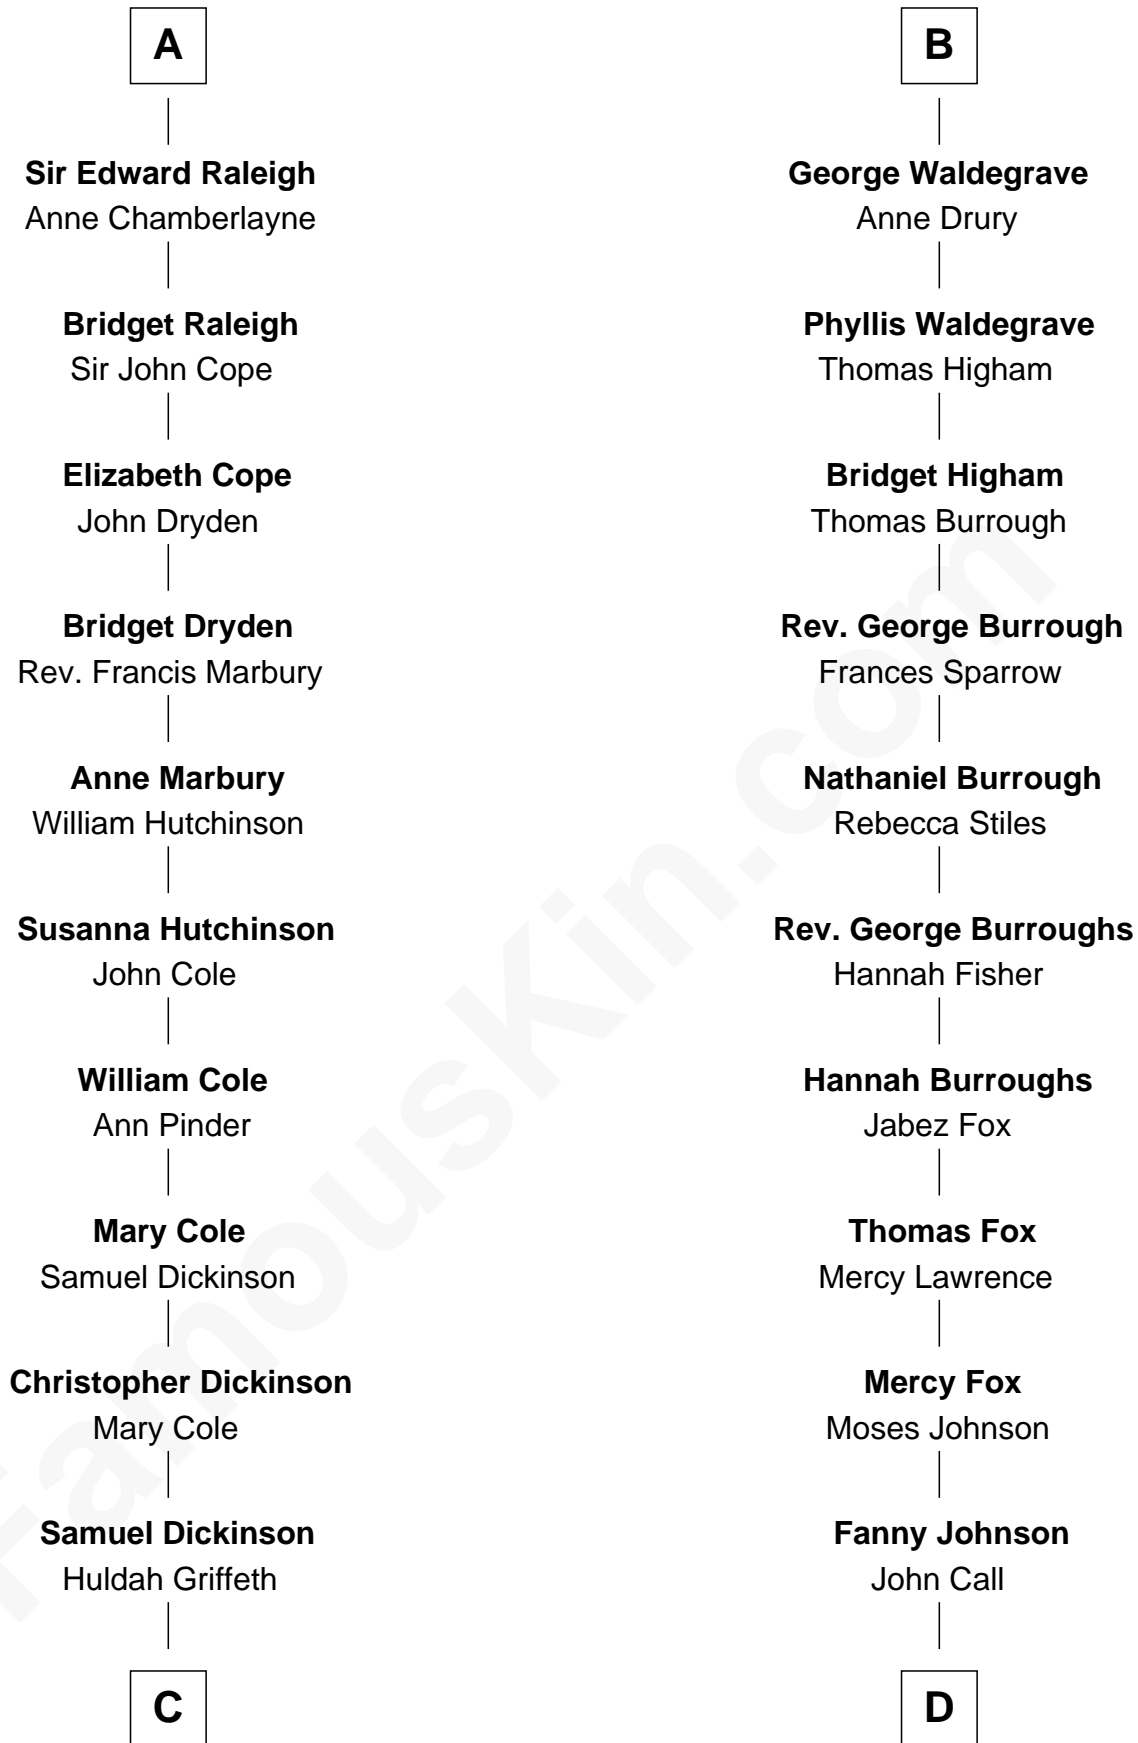 A
Sir Edward Raleigh
Anne Chamberlayne
Bridget Raleigh
Sir John Cope
Elizabeth Cope
John Dryden
Bridget Dryden
Rev. Francis Marbury
Anne Marbury
William Hutchinson
Susanna Hutchinson
John Cole
William Cole
Ann Pinder
Mary Cole
Samuel Dickinson
Christopher Dickinson
Mary Cole
Samuel Dickinson
Huldah Griffeth
C
B
George Waldegrave
Anne Drury
Phyllis Waldegrave
Thomas Higham
Bridget Higham
Thomas Burrough
Rev. George Burrough
Frances Sparrow
Nathaniel Burrough
Rebecca Stiles
Rev. George Burroughs
Hannah Fisher
Hannah Burroughs
Jabez Fox
Thomas Fox
Mercy Lawrence
Mercy Fox
Moses Johnson
Fanny Johnson
John Call
D
FamousKin.com